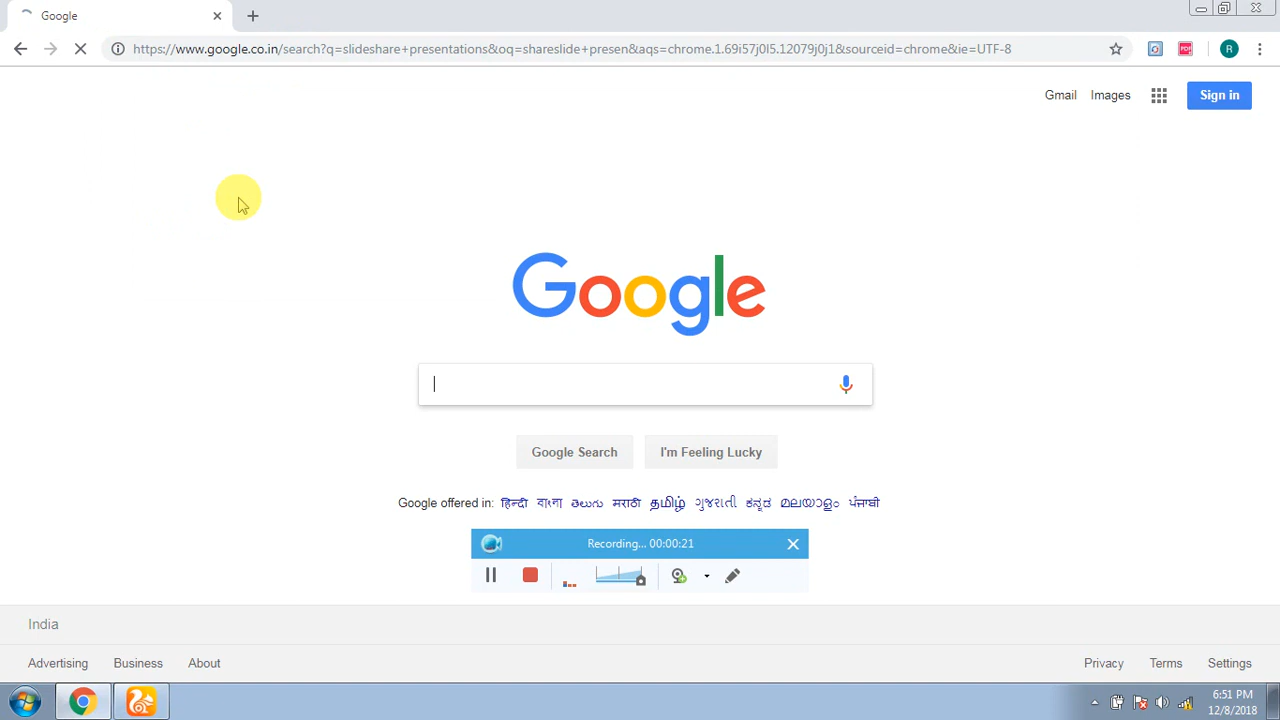 Google
https://www.google.co.in/search?q=slideshare+presentations&oq=shareslide+presen&aqs=chrome.1.69i57j0l5.12079j0j1&sourceid=chrome&ie=UTF-8
PDF
R
Gmail Images Sign in
Google
Google Search I'm Feeling Lucky
Google offered in: हिन्दी বাংলা తెలుగు मराठी தமிழ் ગુજરાતી ಕನ್ನಡ മലയാളം ਪੰਜਾਬੀ
Recording... 00:00:21
India
Advertising Business About Privacy Terms Settings
6:51 PM
12/8/2018